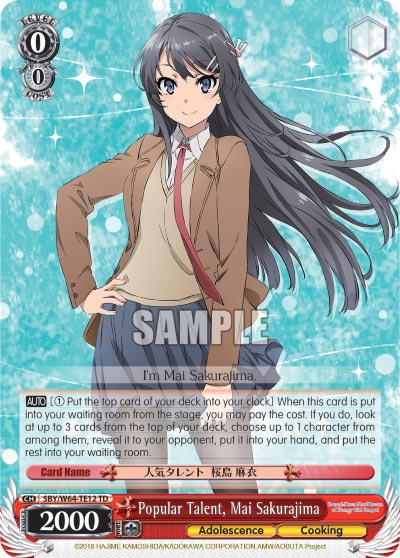 LEVEL
0
0
COST
SAMPLE
I'm Mai Sakurajima.
AUTO [① Put the top card of your deck into your clock] When this card is put
into your waiting room from the stage, you may pay the cost. If you do, look
at up to 3 cards from the top of your deck, choose up to 1 character from
among them, reveal it to your opponent, put it into your hand, and put the
rest into your waiting room.
Card Name 人気タレント 桜島 麻衣
CH SBY/W64-TE12 TD
Popular Talent, Mai Sakurajima
POWER 2000
Adolescence Cooking
©2018 HAJIME KAMOSHIDA/KADOKAWA CORPORATION AMW/AOBUTA Project